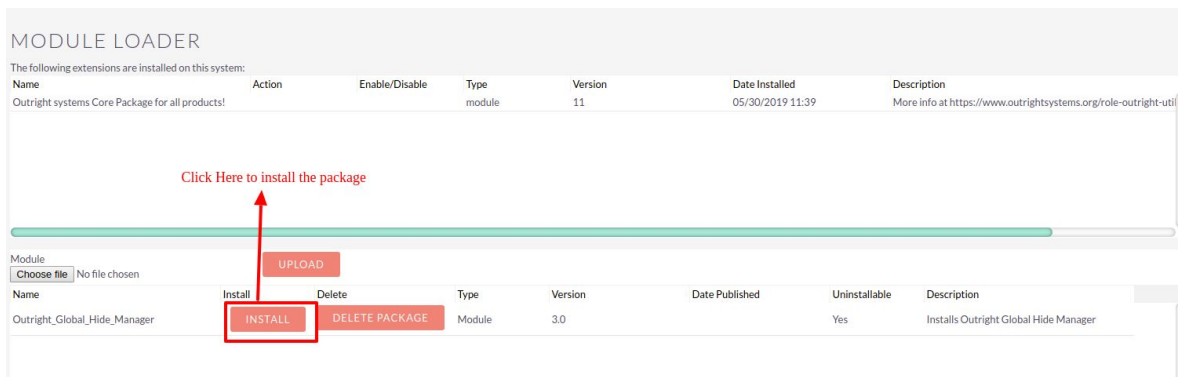 MODULE LOADER
The following extensions are installed on this system:
Name Action Enable/Disable Type Version Date Installed Description
Outright systems Core Package for all products! module 11 05/30/2019 11:39 More info at https://www.outrightsystems.org/role-outright-util
Click Here to install the package
Module
Choose file No file chosen UPLOAD
Name Install Delete Type Version Date Published Uninstallable Description
Outright_Global_Hide_Manager INSTALL DELETE PACKAGE Module 3.0 Yes Installs Outright Global Hide Manager